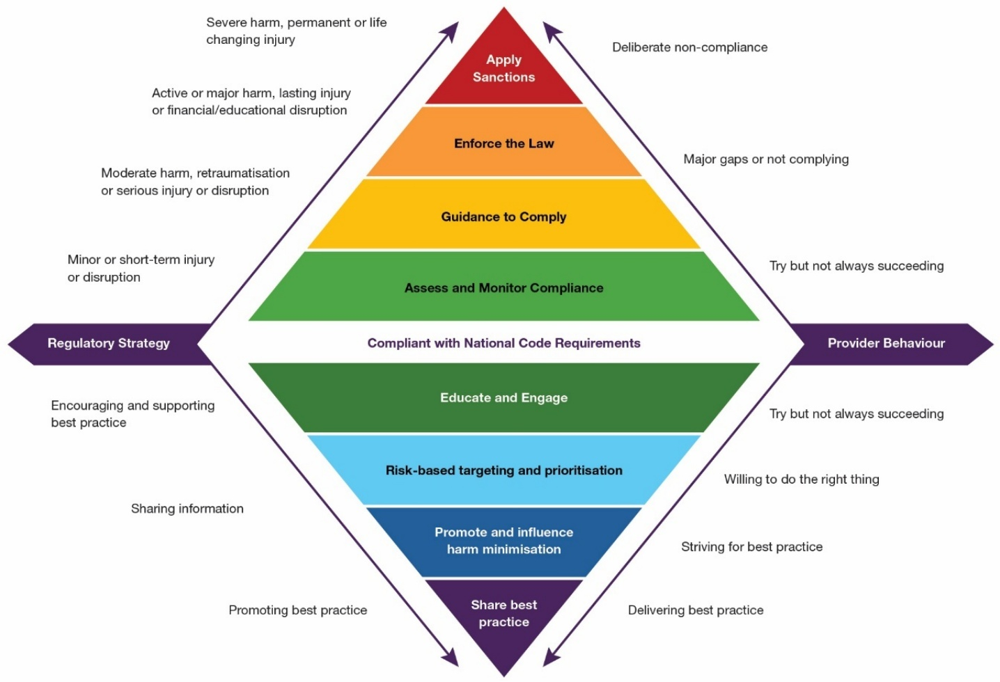 Severe harm, permanent or life
changing injury
Deliberate non-compliance
Apply
Sanctions
Active or major harm, lasting injury
or financial/educational disruption
Enforce the Law
Major gaps or not complying
Moderate harm, retraumatisation
or serious injury or disruption
Guidance to Comply
Minor or short-term injury
or disruption
Try but not always succeeding
Assess and Monitor Compliance
Regulatory Strategy
Compliant with National Code Requirements
Provider Behaviour
Encouraging and supporting
best practice
Educate and Engage
Try but not always succeeding
Risk-based targeting and prioritisation
Willing to do the right thing
Sharing information
Promote and influence
harm minimisation
Striving for best practice
Promoting best practice
Share best
practice
Delivering best practice